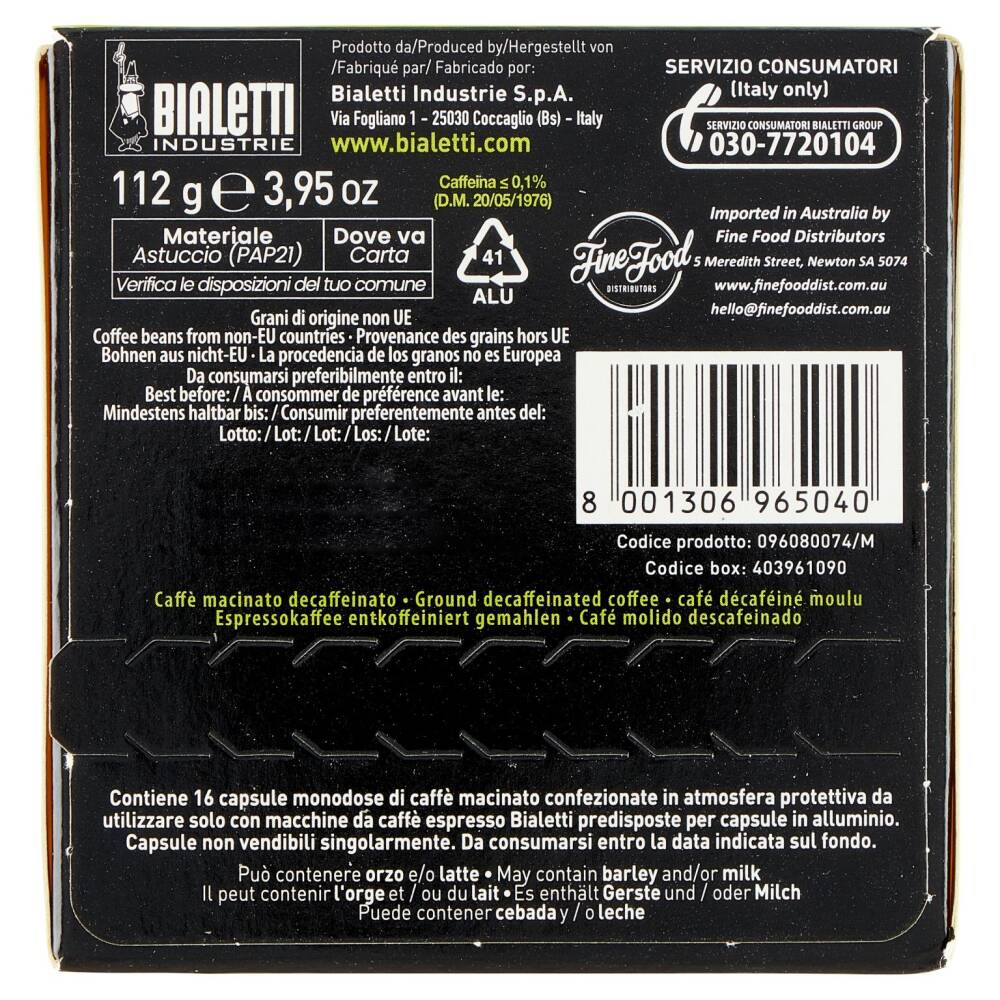 BIALETTI
INDUSTRIE
Prodotto da/Produced by/Hergestellt von
/Fabriqué par/ Fabricado por:
Bialetti Industrie S.p.A.
Via Fogliano 1 - 25030 Coccaglio (Bs) - Italy
www.bialetti.com
SERVIZIO CONSUMATORI
(Italy only)
SERVIZIO CONSUMATORI BIALETTI GROUP
030-7720104
112 g ℮ 3,95 oz
Caffeina ≤ 0,1%
(D.M. 20/05/1976)
Materiale
Astuccio (PAP21)
Dove va
Carta
Verifica le disposizioni del tuo comune
41
ALU
Fine Food
DISTRIBUTORS
Imported in Australia by
Fine Food Distributors
5 Meredith Street, Newton SA 5074
www.finefooddist.com.au
hello@finefooddist.com.au
Grani di origine non UE
Coffee beans from non-EU countries · Provenance des grains hors UE
Bohnen aus nicht-EU · La procedencia de los granos no es Europea
Da consumarsi preferibilmente entro il:
Best before: / À consommer de préférence avant le:
Mindestens haltbar bis: / Consumir preferentemente antes del:
Lotto: / Lot: / Lot: / Los: / Lote:
8 001306 965040
Codice prodotto: 096080074/M
Codice box: 403961090
Caffè macinato decaffeinato • Ground decaffeinated coffee • café décaféiné moulu
Espressokaffee entkoffeiniert gemahlen • Café molido descafeinado
Contiene 16 capsule monodose di caffè macinato confezionate in atmosfera protettiva da
utilizzare solo con macchine da caffè espresso Bialetti predisposte per capsule in alluminio.
Capsule non vendibili singolarmente. Da consumarsi entro la data indicata sul fondo.
Può contenere orzo e/o latte • May contain barley and/or milk
Il peut contenir l'orge et / ou du lait • Es enthält Gerste und / oder Milch
Puede contener cebada y / o leche